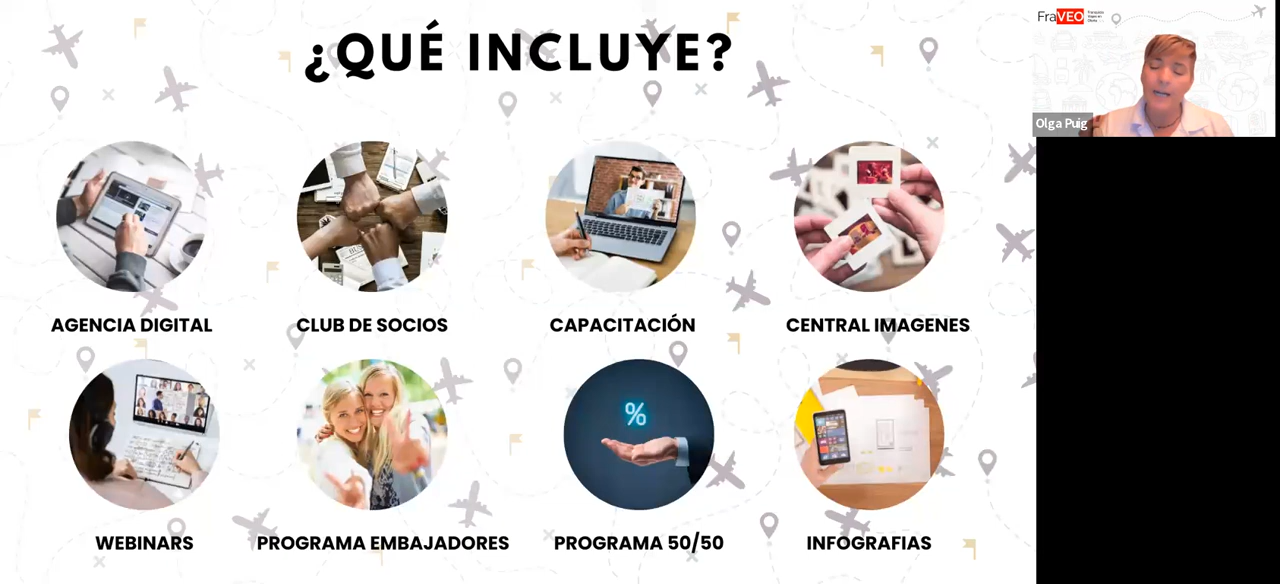 ¿QUÉ INCLUYE?
FraVEO
Olga Puig
AGENCIA DIGITAL
CLUB DE SOCIOS
CAPACITACIÓN
CENTRAL IMAGENES
%
WEBINARS
PROGRAMA EMBAJADORES
PROGRAMA 50/50
INFOGRAFIAS